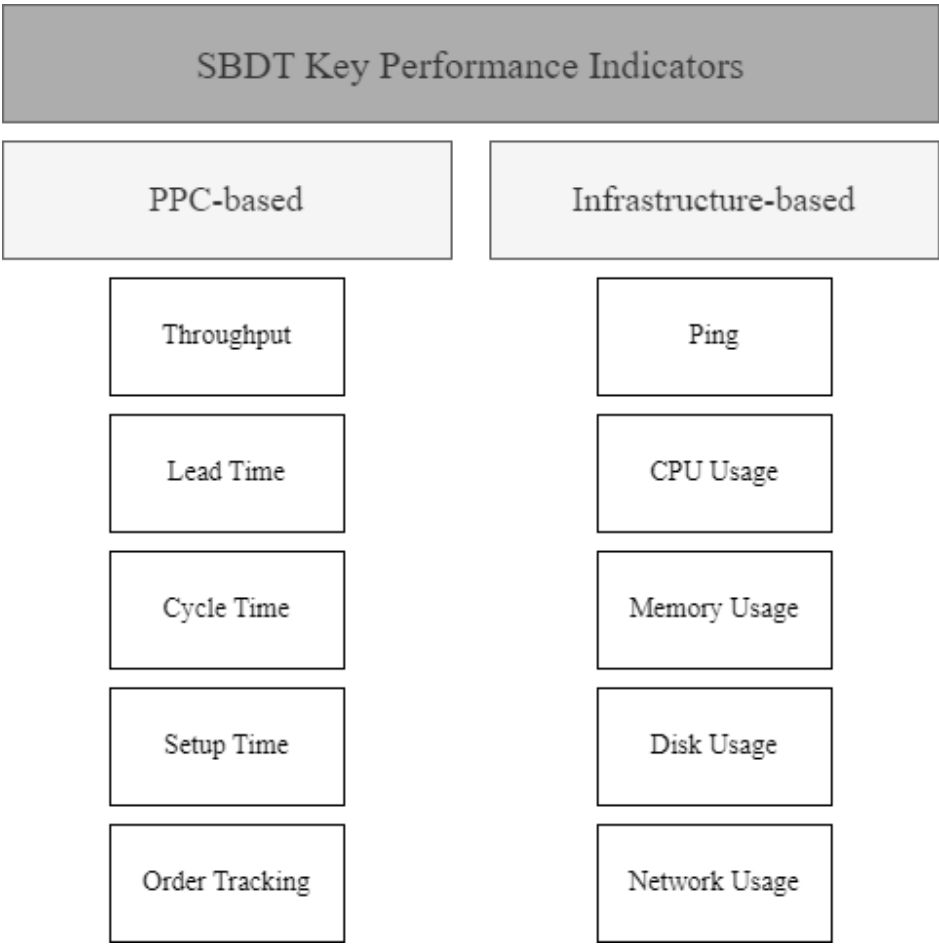 SBDT Key Performance Indicators
PPC-based
Infrastructure-based
Throughput
Ping
Lead Time
CPU Usage
Cycle Time
Memory Usage
Setup Time
Disk Usage
Order Tracking
Network Usage